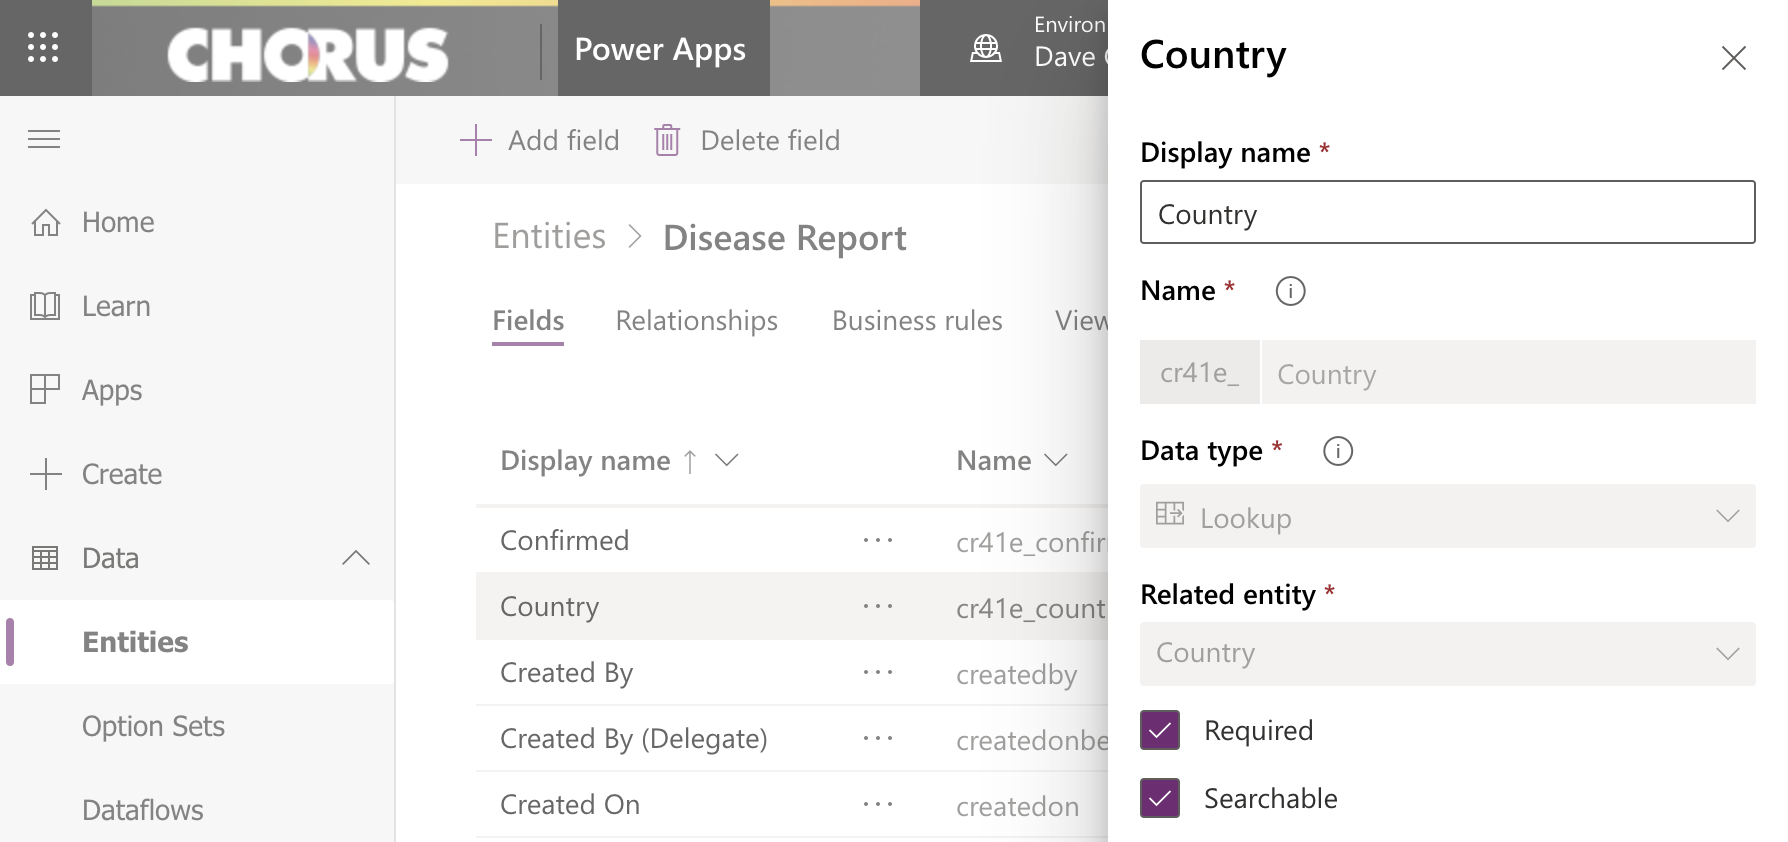 CHORUS
Power Apps
Environ
Dave
Home
Learn
Apps
Create
Data
Entities
Option Sets
Dataflows
Add field
Delete field
Entities > Disease Report
Fields
Relationships
Business rules
View
Display name ↑
Name
Confirmed ··· cr41e_confir
Country ··· cr41e_count
Created By ··· createdby
Created By (Delegate) ··· createdonbe
Created On ··· createdon
Country
Display name *
Country
Name *
cr41e_ Country
Data type *
Lookup
Related entity *
Country
Required
Searchable